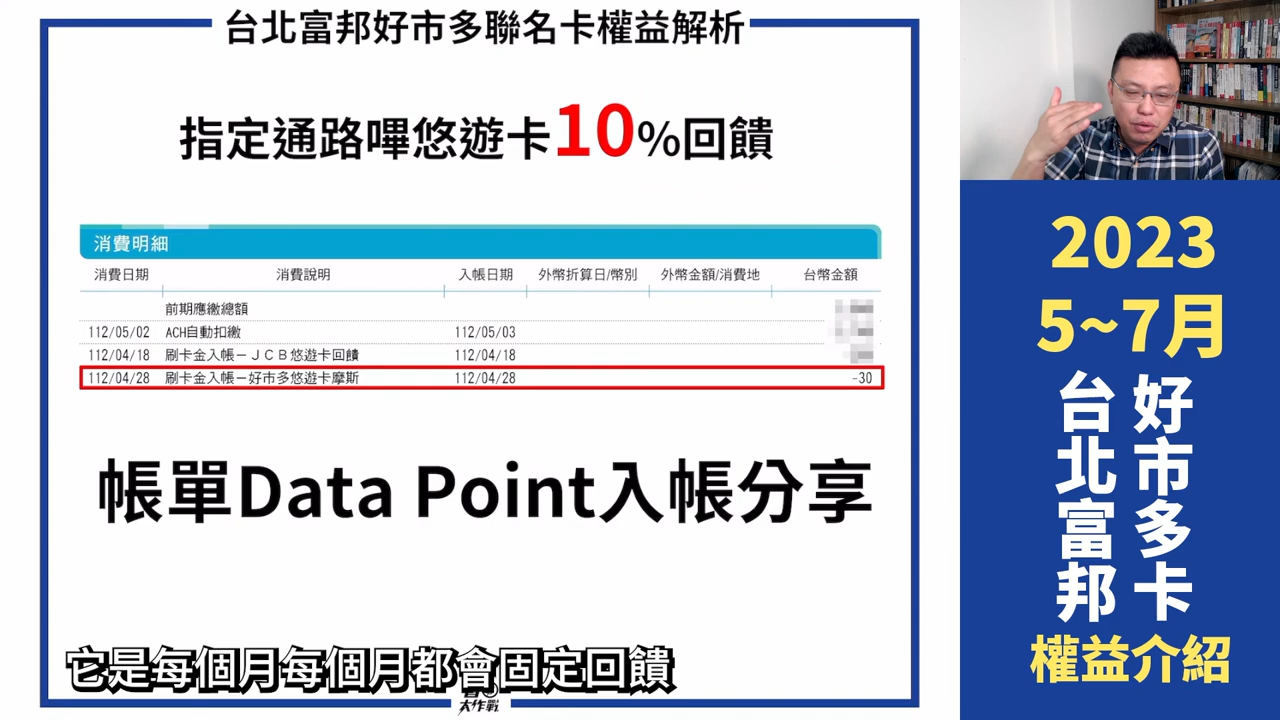 台北富邦好市多聯名卡權益解析
指定通路嗶悠遊卡10%回饋
消費明細
消費日期 消費說明 入帳日期 外幣折算日/幣別 外幣金額/消費地 台幣金額
前期應繳總額
112/05/02 ACH自動扣繳 112/05/03
112/04/18 刷卡金入帳－ＪＣＢ悠遊卡回饋 112/04/18
112/04/28 刷卡金入帳－好市多悠遊卡摩斯 112/04/28 -30
帳單Data Point入帳分享
它是每個月每個月都會固定回饋
大作戰
2023
5~7月
台北富邦
好市多卡
權益介紹